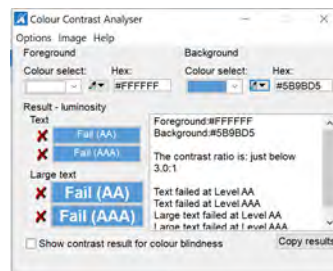 Colour Contrast Analyser
Options Image Help
Foreground
Background
Colour select: Hex:
Colour select: Hex:
#FFFFFF
#5B9BD5
Result - luminosity
Text
Fail (AA)
Fail (AAA)
Large text
Fail (AA)
Fail (AAA)
Foreground:#FFFFFF
Background:#5B9BD5
The contrast ratio is: just below
3.0:1
Text failed at Level AA
Text failed at Level AAA
Large text failed at Level AA
Large text failed at Level AAA
Show contrast result for colour blindness
Copy results